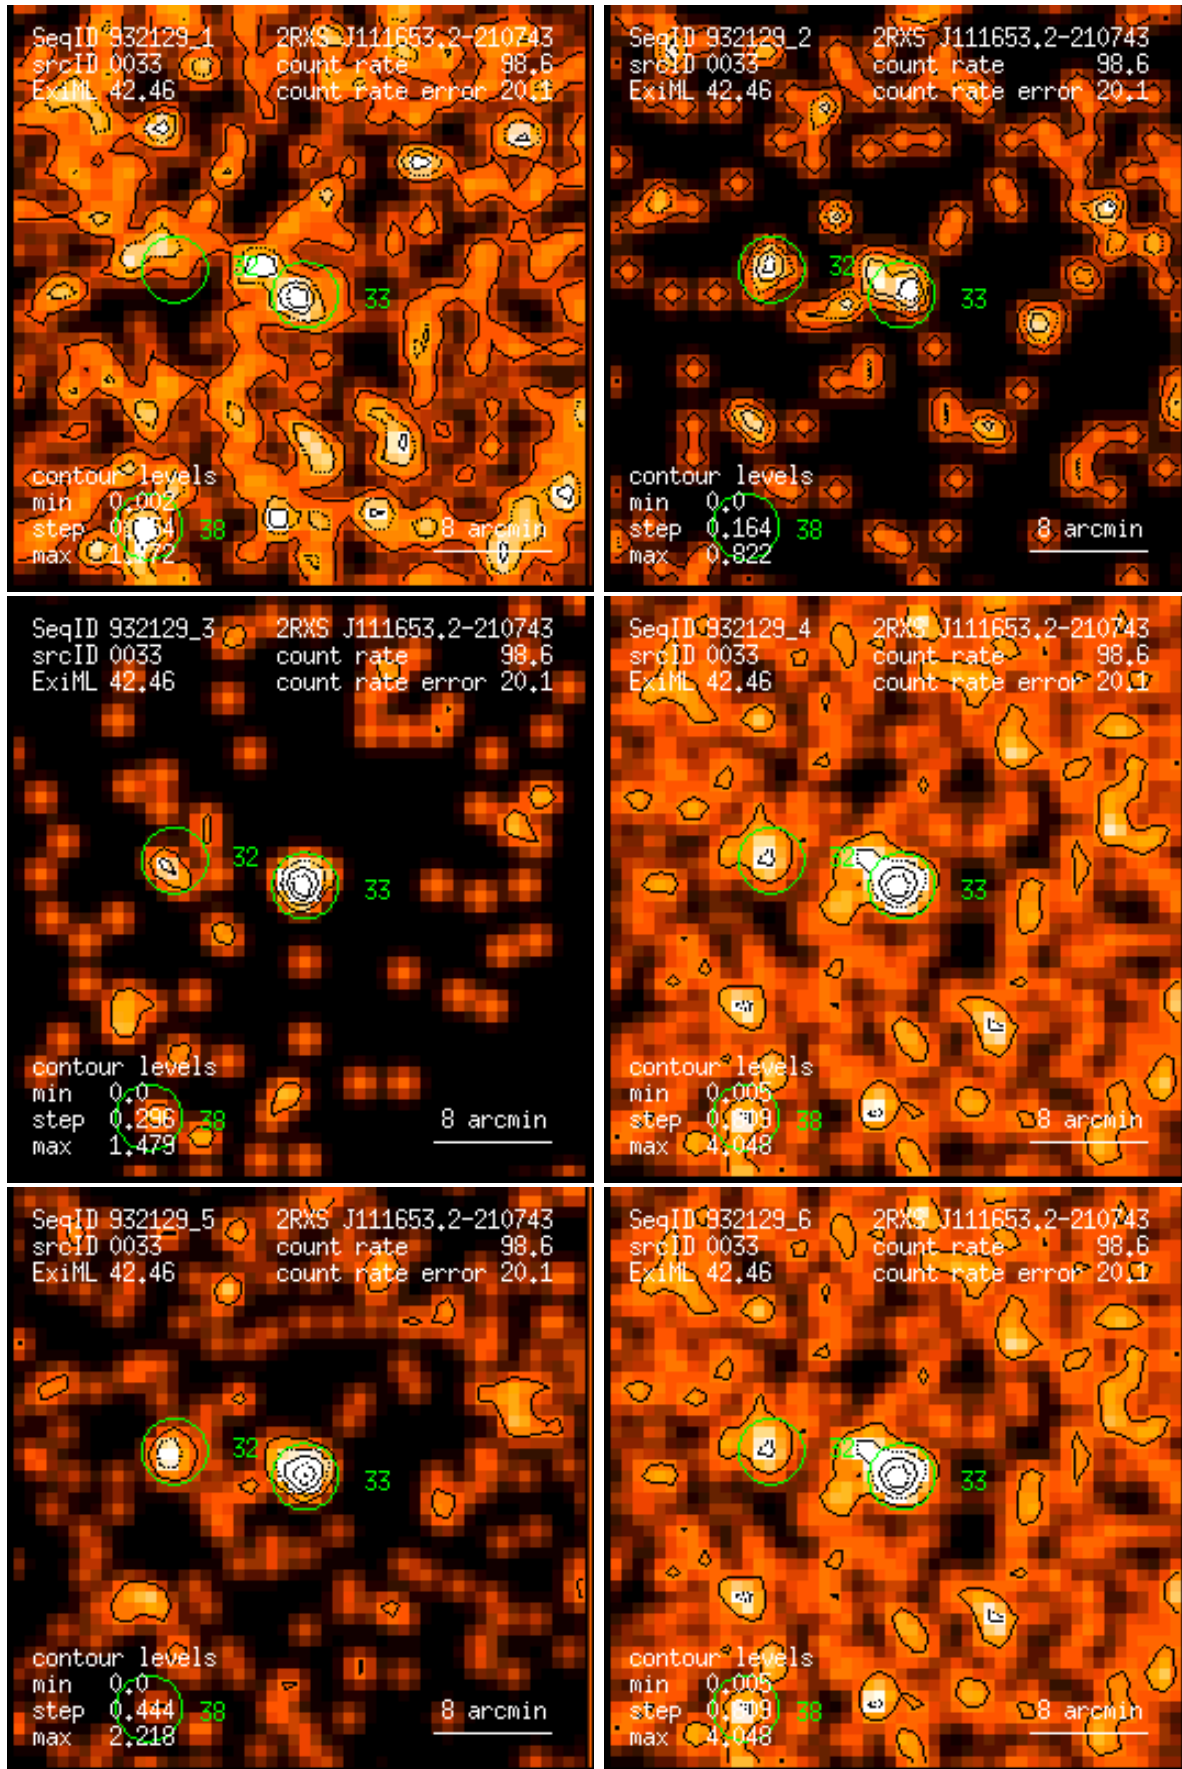 SeqID 932129_1 2RXS J111653.2-210743
srcID 0033 count rate 98.6
ExiML 42.46 count rate error 20.1
32
33
contour levels
min 0.002
step
38
max
8 arcmin
SeqID 932129_2 2RXS J111653.2-210743
srcID 0033 count rate 98.6
ExiML 42.46 count rate error 20.1
32
33
contour levels
min 0.0
step 0.164 38
max 0.822
8 arcmin
SeqID 932129_3 2RXS J111653.2-210743
srcID 0033 count rate 98.6
ExiML 42.46 count rate error 20.1
32
33
contour levels
min 0.0
step 0.296 38
max 1.479
8 arcmin
SeqID 932129_4 2RXS J111653.2-210743
srcID 0033 count rate 98.6
ExiML 42.46 count rate error 20.1
32
33
contour levels
min 0.005
step 0.809 38
max 4.048
8 arcmin
SeqID 932129_5 2RXS J111653.2-210743
srcID 0033 count rate 98.6
ExiML 42.46 count rate error 20.1
32
33
contour levels
min 0.0
step 0.444 38
max 2.218
8 arcmin
SeqID 932129_6 2RXS J111653.2-210743
srcID 0033 count rate 98.6
ExiML 42.46 count rate error 20.1
32
33
contour levels
min 0.005
step 0.809 38
max 4.048
8 arcmin